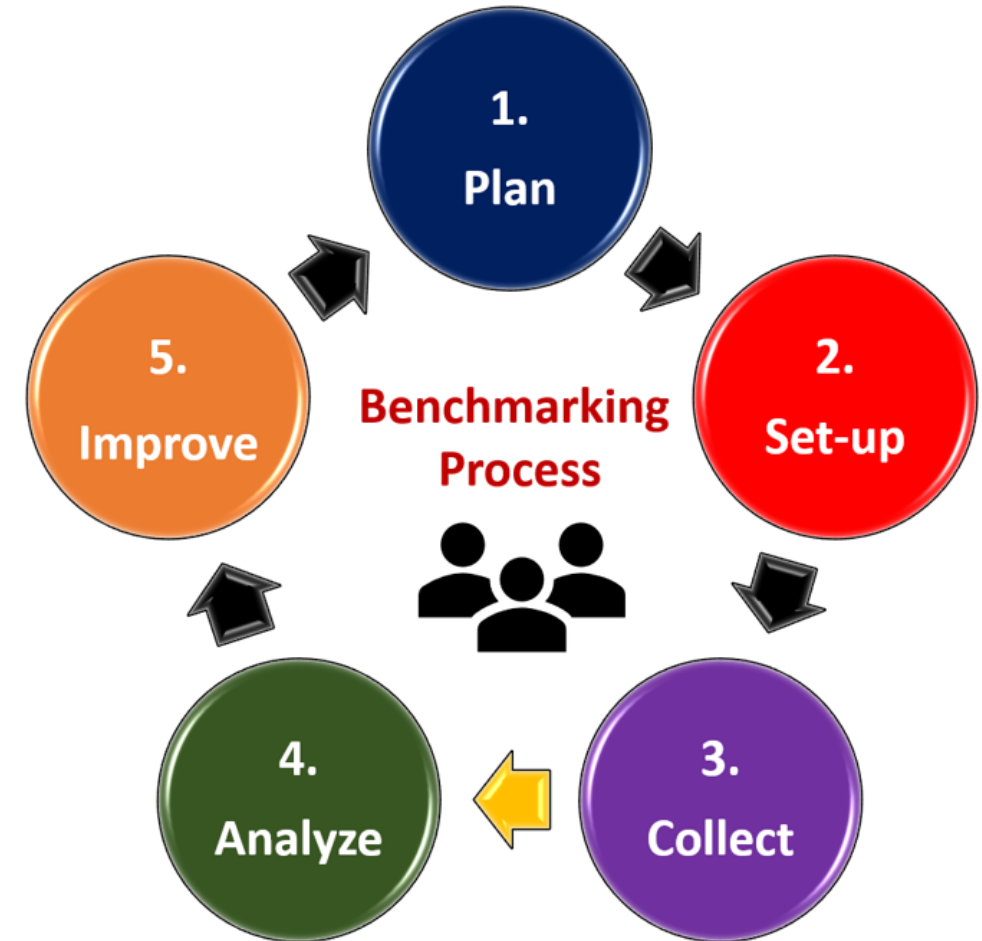 1.
Plan
2.
Set-up
3.
Collect
4.
Analyze
5.
Improve
Benchmarking
Process